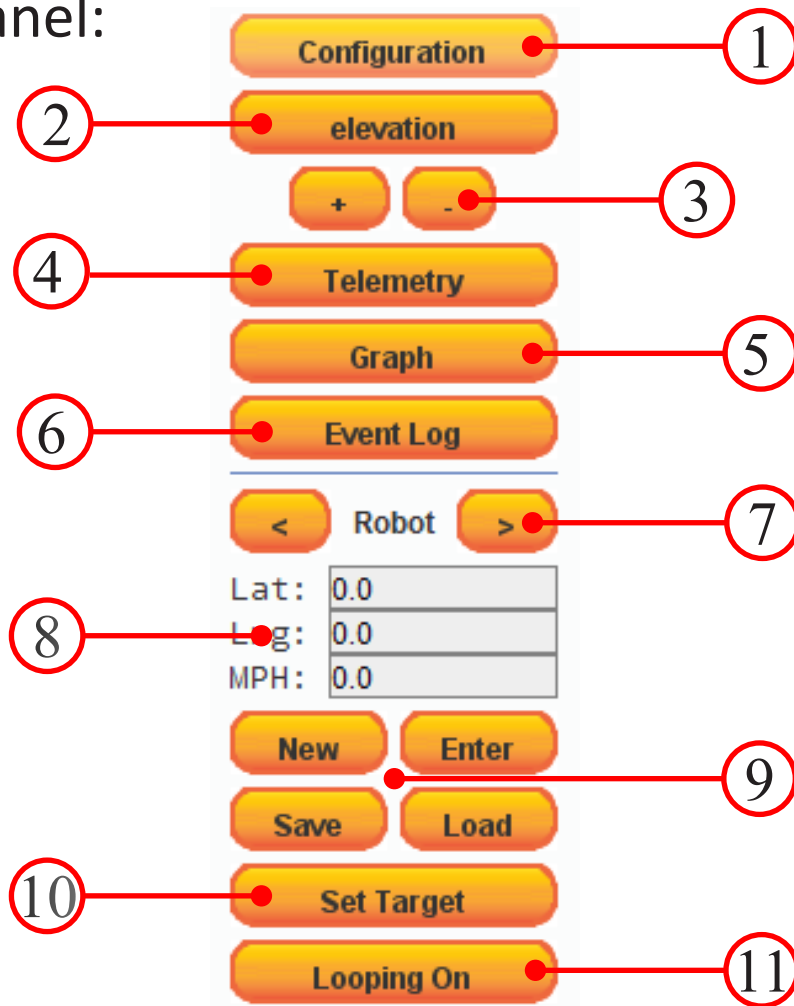 anel:
Configuration
1
2
elevation
+ -
3
4
Telemetry
Graph
5
6
Event Log
< Robot >
7
Lat: 0.0
8
Lng: 0.0
MPH: 0.0
New Enter
9
Save Load
10
Set Target
Looping On
11